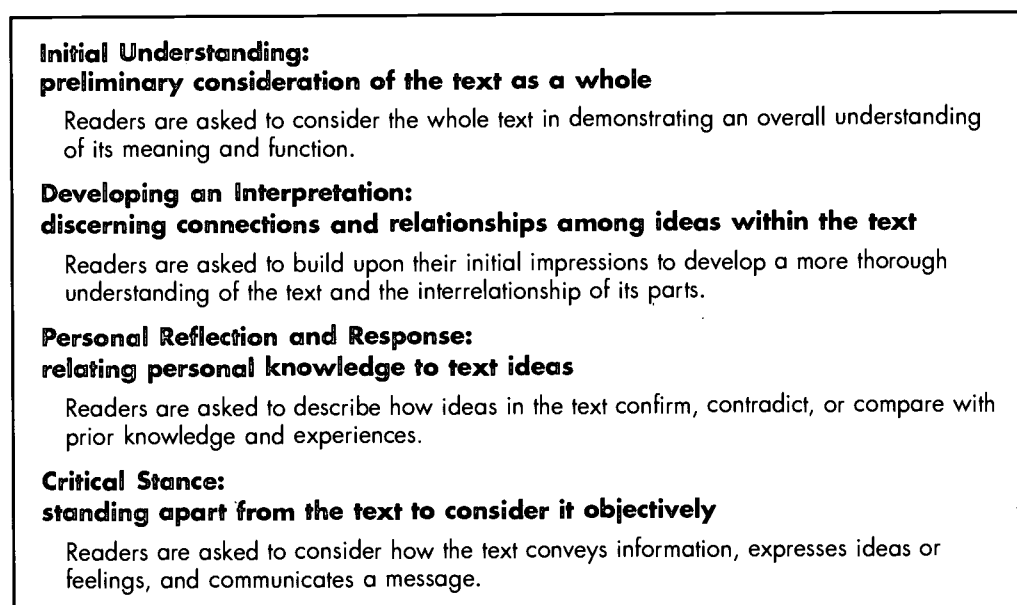 Initial Understanding:
preliminary consideration of the text as a whole
Readers are asked to consider the whole text in demonstrating an overall understanding
of its meaning and function.
Developing an Interpretation:
discerning connections and relationships among ideas within the text
Readers are asked to build upon their initial impressions to develop a more thorough
understanding of the text and the interrelationship of its parts.
Personal Reflection and Response:
relating personal knowledge to text ideas
Readers are asked to describe how ideas in the text confirm, contradict, or compare with
prior knowledge and experiences.
Critical Stance:
standing apart from the text to consider it objectively
Readers are asked to consider how the text conveys information, expresses ideas or
feelings, and communicates a message.